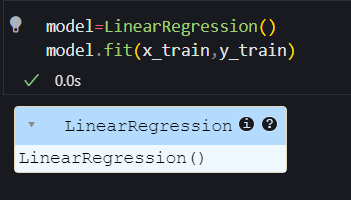 model=LinearRegression()
model.fit(x_train,y_train)
0.0s
LinearRegression i ?
LinearRegression()